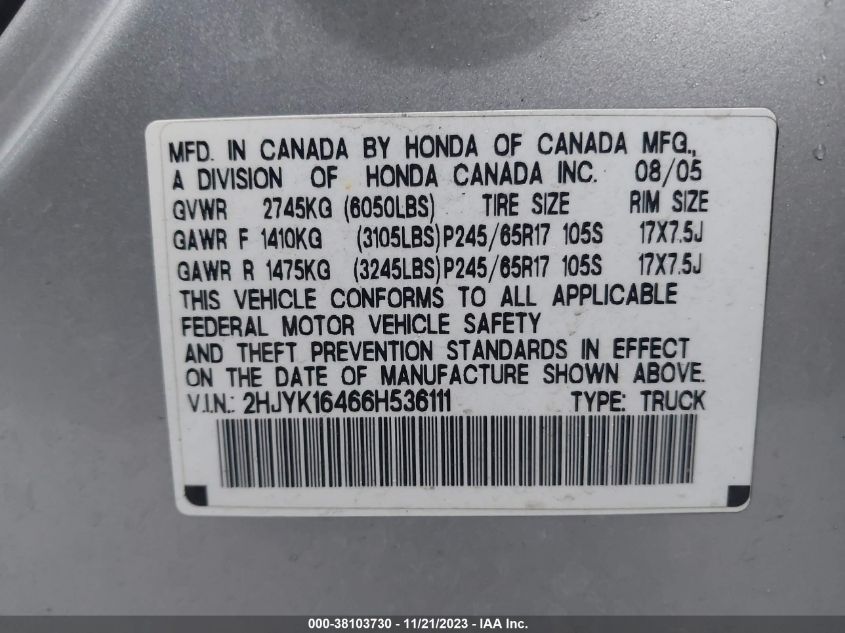 MFD. IN CANADA BY HONDA OF CANADA MFG.,
A DIVISION OF HONDA CANADA INC. 08/05
GVWR 2745KG (6050LBS) TIRE SIZE RIM SIZE
GAWR F 1410KG (3105LBS)P245/65R17 105S 17X7.5J
GAWR R 1475KG (3245LBS)P245/65R17 105S 17X7.5J
THIS VEHICLE CONFORMS TO ALL APPLICABLE
FEDERAL MOTOR VEHICLE SAFETY
AND THEFT PREVENTION STANDARDS IN EFFECT
ON THE DATE OF MANUFACTURE SHOWN ABOVE.
V.I.N.: 2HJYK16466H536111 TYPE: TRUCK
000-38103730 - 11/21/2023 - IAA Inc.